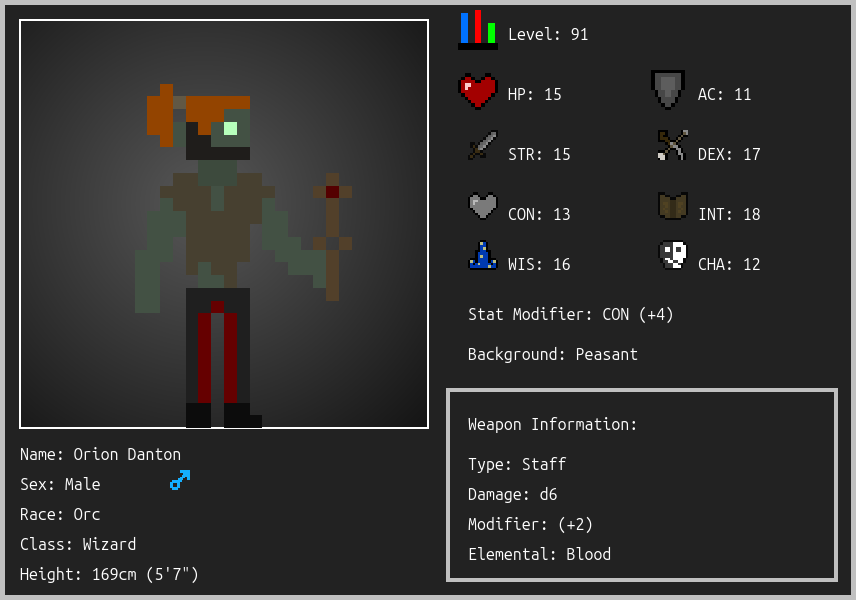 Level: 91
HP: 15
AC: 11
STR: 15
DEX: 17
CON: 13
INT: 18
WIS: 16
CHA: 12
Stat Modifier: CON (+4)
Background: Peasant
Weapon Information:
Type: Staff
Damage: d6
Modifier: (+2)
Elemental: Blood
Name: Orion Danton
Sex: Male
Race: Orc
Class: Wizard
Height: 169cm (5'7")